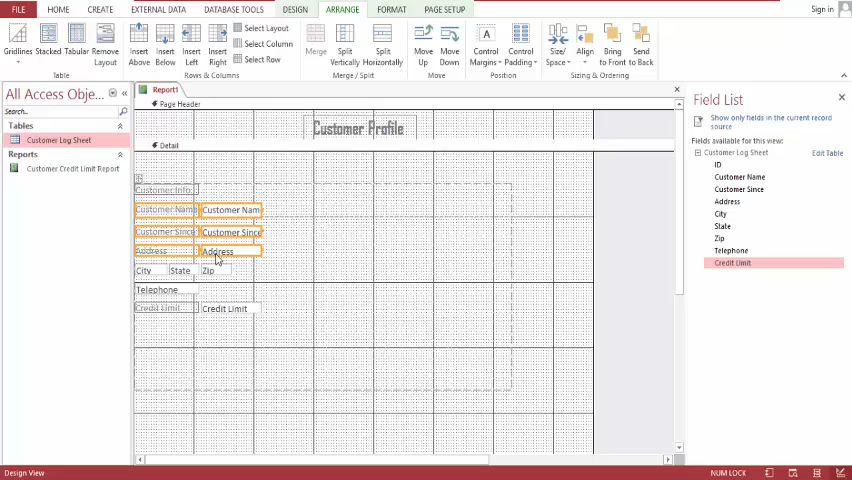 FILE HOME CREATE EXTERNAL DATA DATABASE TOOLS DESIGN ARRANGE FORMAT PAGE SETUP Sign in
Gridlines Stacked Tabular Remove Layout
Insert Above Insert Below Insert Left Insert Right
Select Layout
Select Column
Select Row
Merge Split Vertically Split Horizontally
Move Up Move Down
Control Margins Control Padding
Size/ Space Align Bring to Front Send to Back
Table Rows & Columns Merge / Split Move Position Sizing & Ordering
All Access Obje...
Search...
Tables
Customer Log Sheet
Reports
Customer Credit Limit Report
Report1
Page Header
Customer Profile
Detail
Customer Info
Customer Name Customer Nam
Customer Since Customer Since
Address Address
City State Zip
Telephone
Credit Limit Credit Limit
Field List
Show only fields in the current record source
Fields available for this view:
Customer Log Sheet Edit Table
ID
Customer Name
Customer Since
Address
City
State
Zip
Telephone
Credit Limit
Design View NUM LOCK